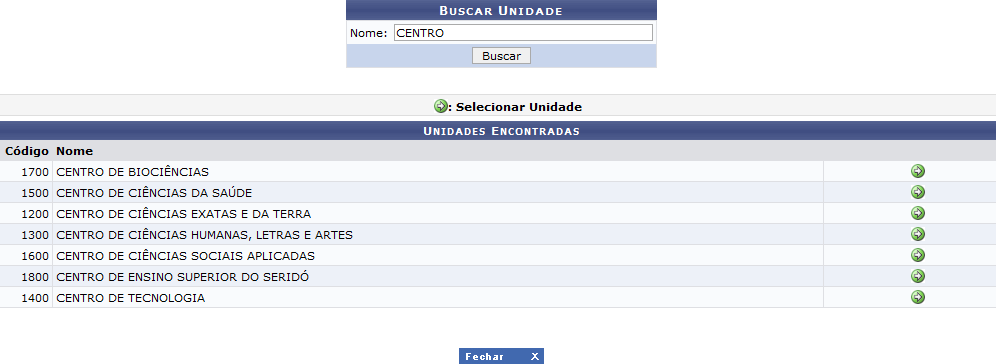 BUSCAR UNIDADE
Nome: CENTRO
Buscar
: Selecionar Unidade
UNIDADES ENCONTRADAS
Código Nome
1700 CENTRO DE BIOCIÊNCIAS
1500 CENTRO DE CIÊNCIAS DA SAÚDE
1200 CENTRO DE CIÊNCIAS EXATAS E DA TERRA
1300 CENTRO DE CIÊNCIAS HUMANAS, LETRAS E ARTES
1600 CENTRO DE CIÊNCIAS SOCIAIS APLICADAS
1800 CENTRO DE ENSINO SUPERIOR DO SERIDÓ
1400 CENTRO DE TECNOLOGIA
Fechar X